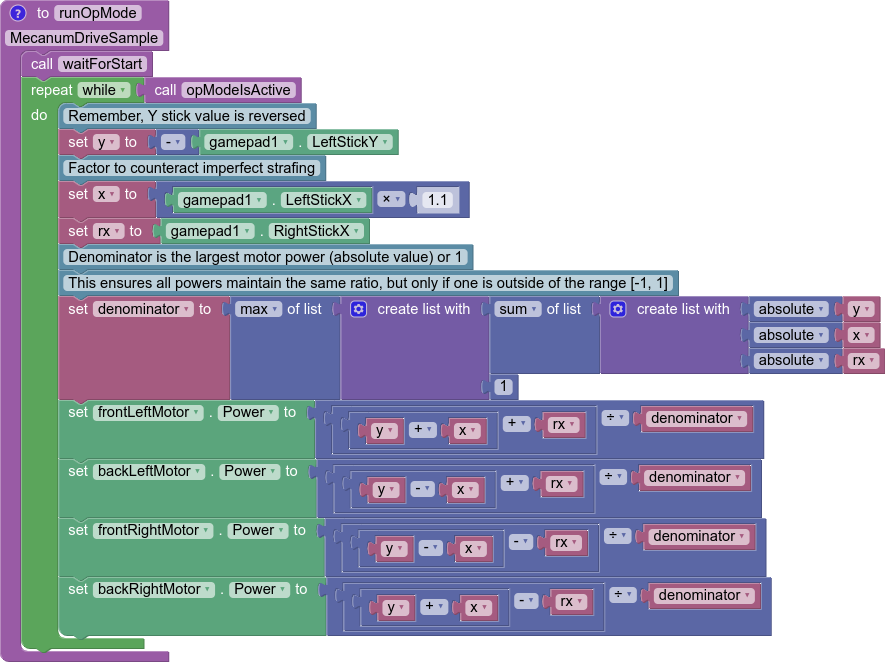 ? to runOpMode
MecanumDriveSample
call waitForStart
repeat while call opModeIsActive
do Remember, Y stick value is reversed
set y to - gamepad1 . LeftStickY
Factor to counteract imperfect strafing
set x to gamepad1 . LeftStickX × 1.1
set rx to gamepad1 . RightStickX
Denominator is the largest motor power (absolute value) or 1
This ensures all powers maintain the same ratio, but only if one is outside of the range [-1, 1]
set denominator to max of list create list with sum of list create list with absolute y
absolute x
absolute rx
1
set frontLeftMotor . Power to y + x + rx ÷ denominator
set backLeftMotor . Power to y - x + rx ÷ denominator
set frontRightMotor . Power to y - x - rx ÷ denominator
set backRightMotor . Power to y + x - rx ÷ denominator